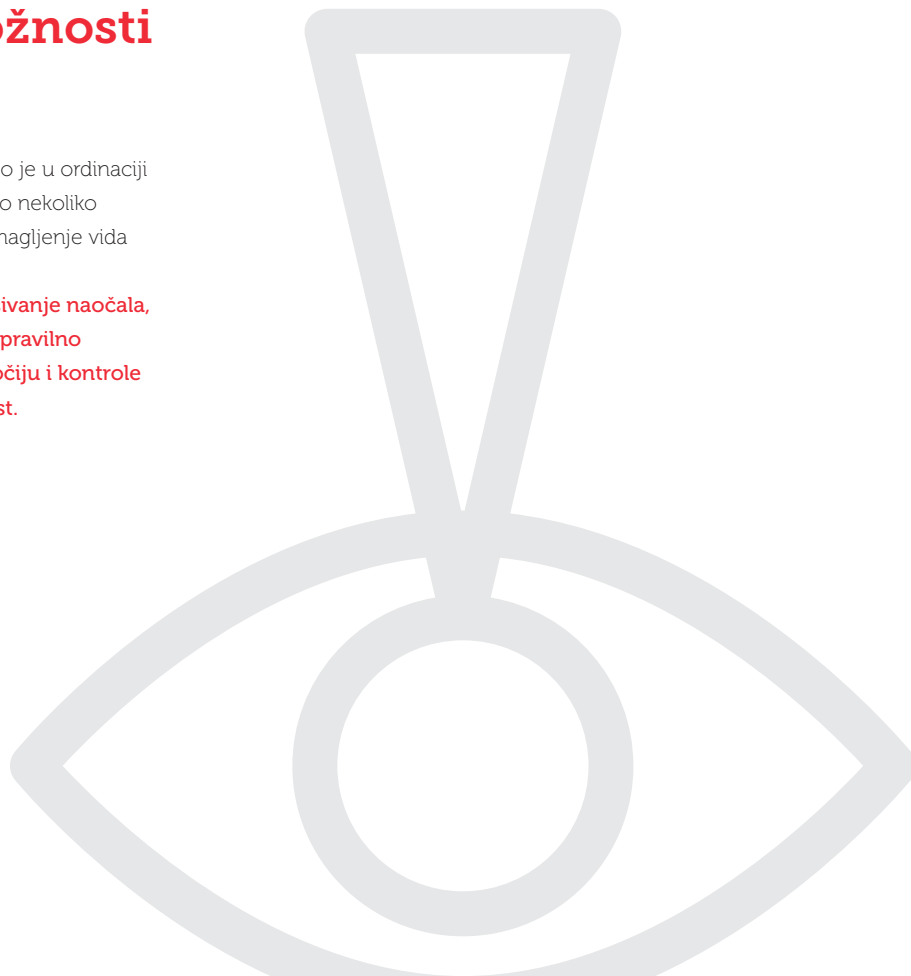 ožnosti
o je u ordinaciji
o nekoliko
nagljenje vida
ivanje naočala,
pravilno
očiju i kontrole
st.